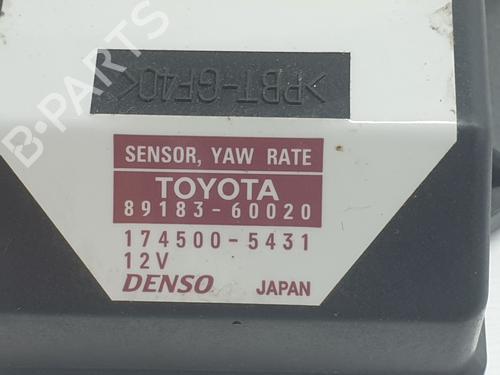 >PBT-GF40<
SENSOR, YAW RATE
TOYOTA
89183-60020
174500-5431
12V
DENSO JAPAN
B-PARTS